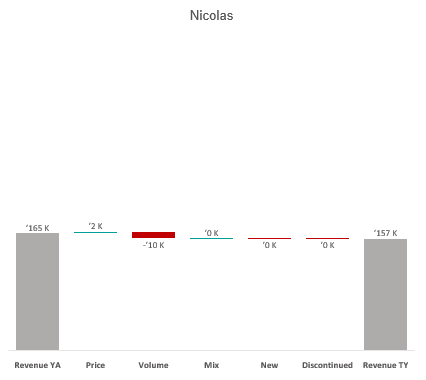 Nicolas
‘165 K
‘2 K
-‘10 K
‘0 K
‘0 K
‘0 K
‘157 K
Revenue YA Price Volume Mix New Discontinued Revenue TY